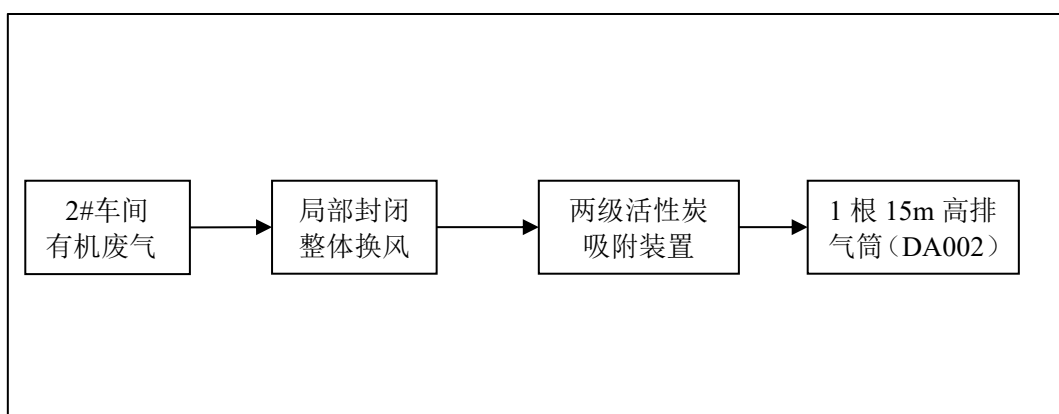 2#车间
有机废气
局部封闭
整体换风
两级活性炭
吸附装置
1 根 15m 高排
气筒（DA002）